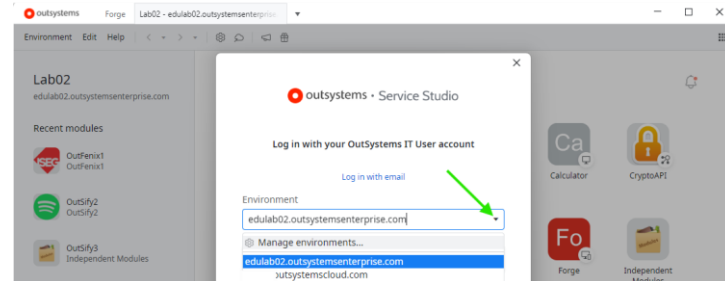 outsystems
Forge
Lab02 - edulab02.outsystemsenterprise
Environment Edit Help
Lab02
edulab02.outsystemsenterprise.com
Recent modules
OutFenix1
OutFenix1
OutSify2
OutSify2
OutSify3
Independent Modules
outsystems · Service Studio
Log in with your OutSystems IT User account
Log in with email
Environment
edulab02.outsystemsenterprise.com
Manage environments...
edulab02.outsystemsenterprise.com
outsystemscloud.com
Ca
Calculator
CryptoAPI
Fo
Forge
Independent
Modules